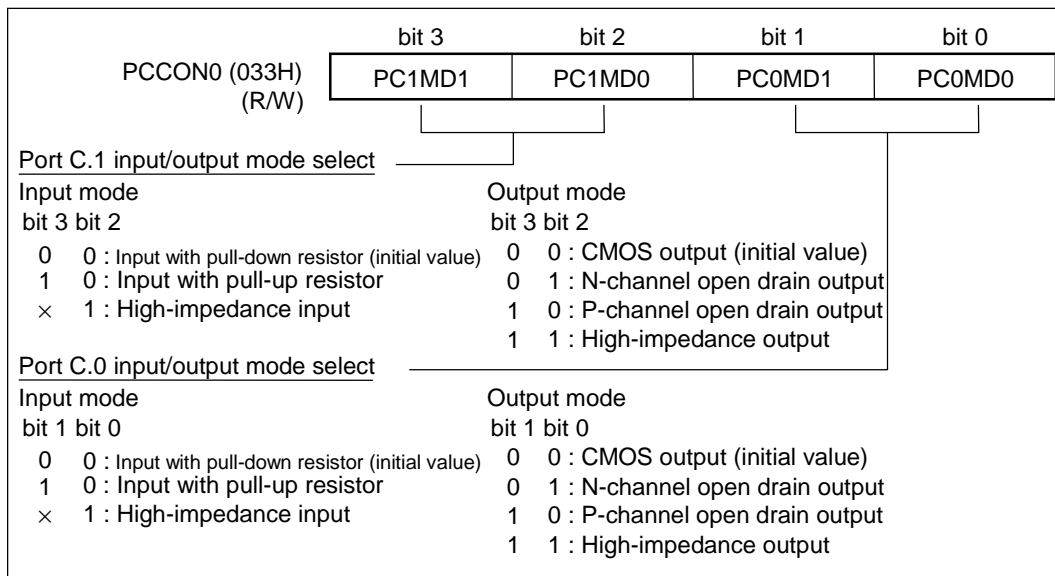 bit 3 bit 2 bit 1 bit 0
PCCON0 (033H) PC1MD1 PC1MD0 PC0MD1 PC0MD0
(R/W)
Port C.1 input/output mode select
Input mode Output mode
bit 3 bit 2 bit 3 bit 2
0 0 : Input with pull-down resistor (initial value) 0 0 : CMOS output (initial value)
1 0 : Input with pull-up resistor 0 1 : N-channel open drain output
× 1 : High-impedance input 1 0 : P-channel open drain output
1 1 : High-impedance output
Port C.0 input/output mode select
Input mode Output mode
bit 1 bit 0 bit 1 bit 0
0 0 : Input with pull-down resistor (initial value) 0 0 : CMOS output (initial value)
1 0 : Input with pull-up resistor 0 1 : N-channel open drain output
× 1 : High-impedance input 1 0 : P-channel open drain output
1 1 : High-impedance output